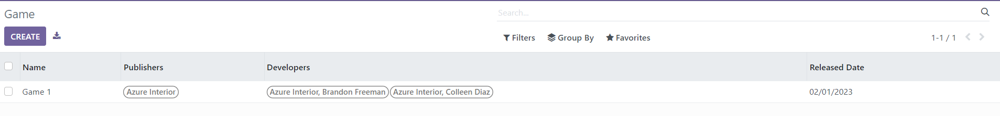 Game
Search...
CREATE
Filters Group By Favorites 1-1 / 1
Name Publishers Developers Released Date
Game 1 Azure Interior Azure Interior, Brandon Freeman Azure Interior, Colleen Diaz 02/01/2023